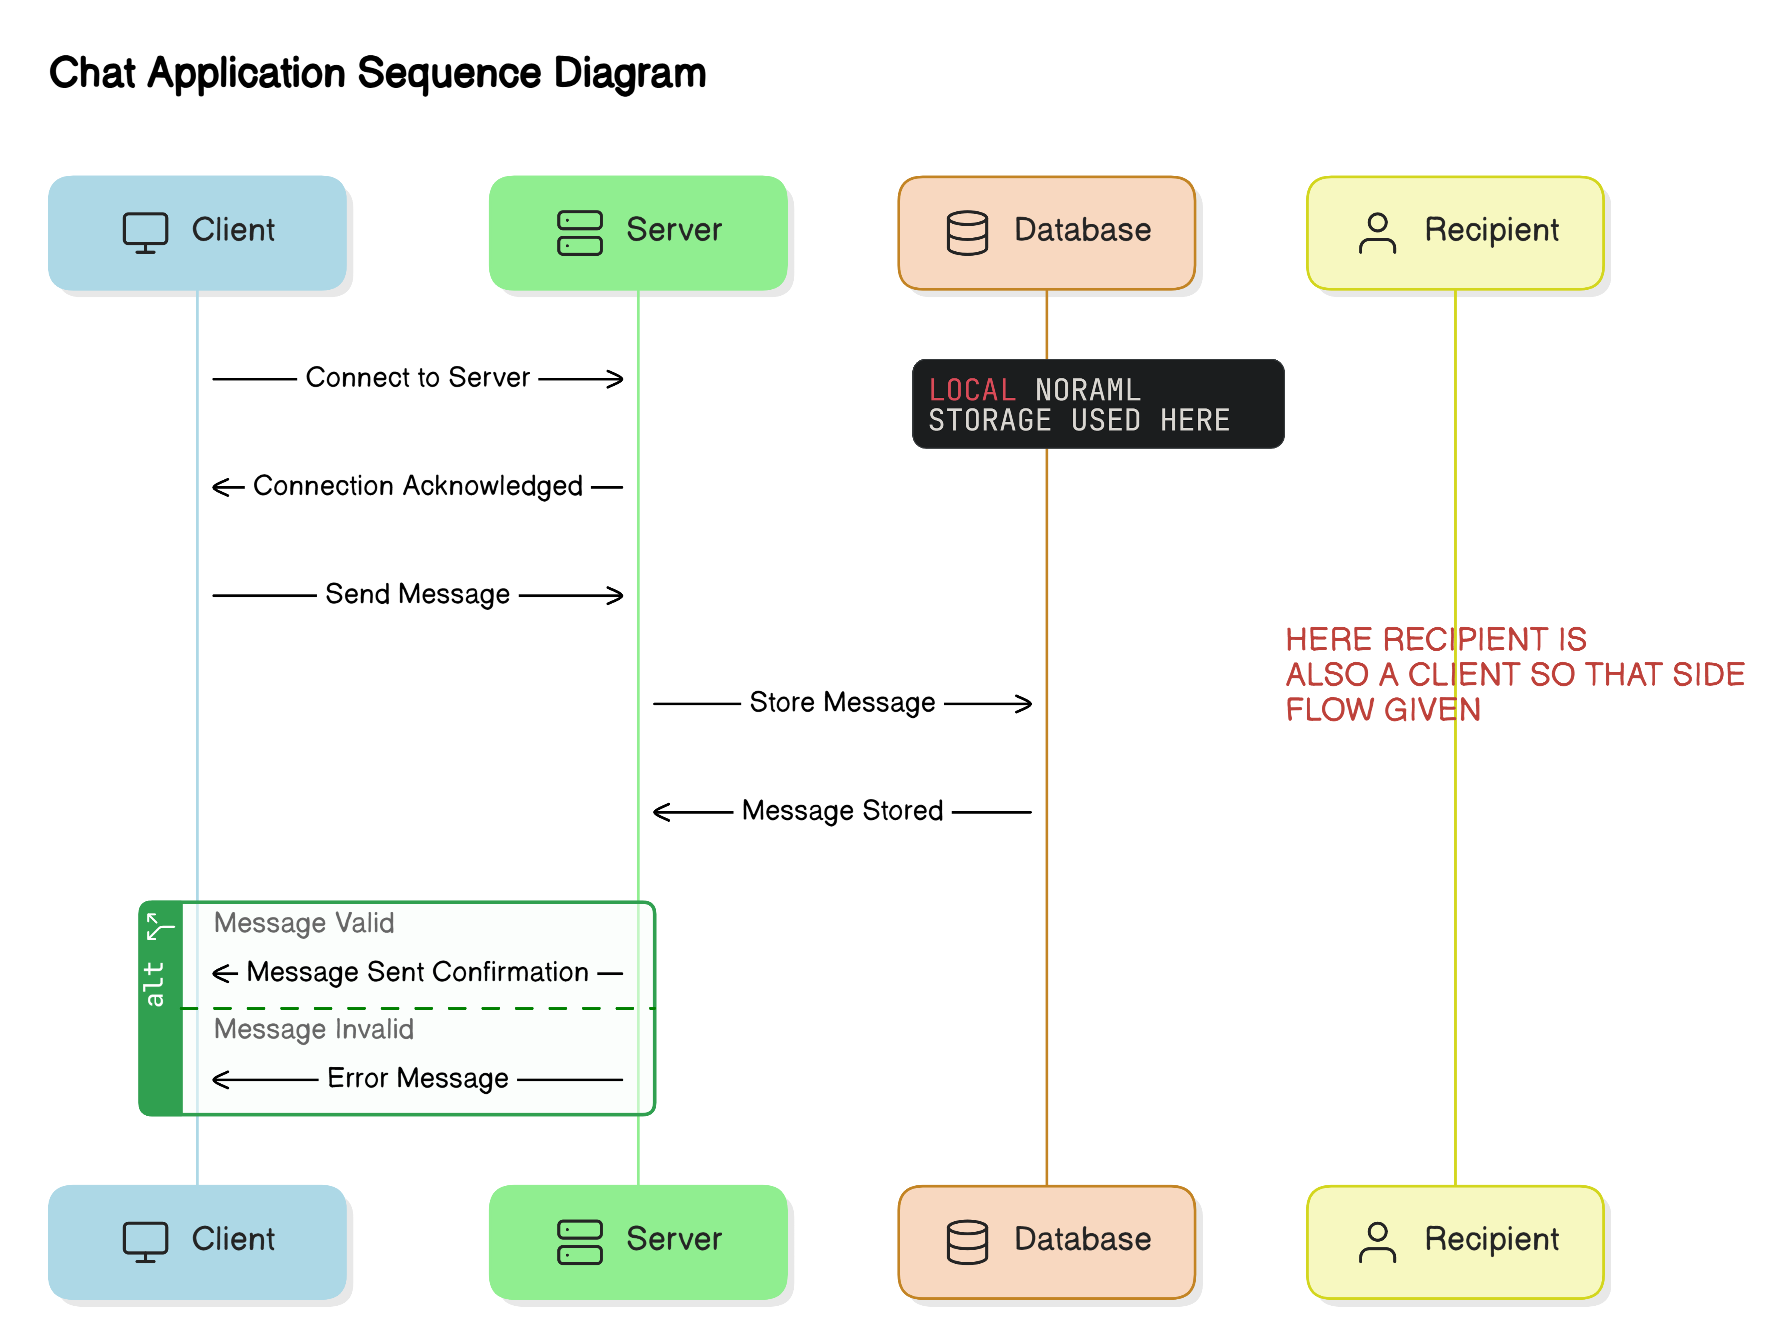 Chat Application Sequence Diagram
Client
Server
Database
Recipient
Connect to Server
LOCAL NORAML
STORAGE USED HERE
Connection Acknowledged
Send Message
HERE RECIPIENT IS
ALSO A CLIENT SO THAT SIDE
FLOW GIVEN
Store Message
Message Stored
alt
Message Valid
Message Sent Confirmation
Message Invalid
Error Message
Client
Server
Database
Recipient